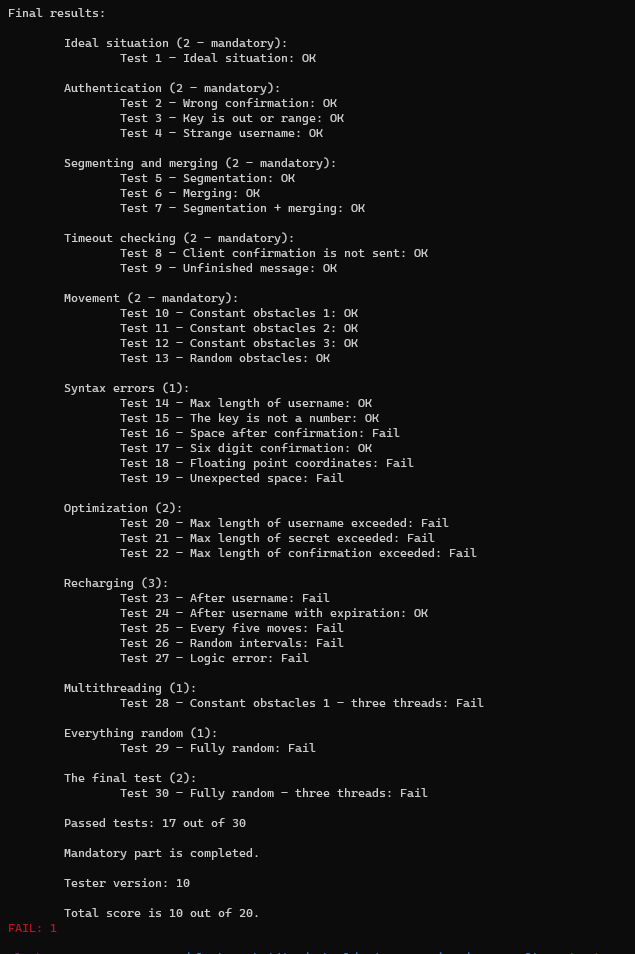 Final results:
Ideal situation (2 - mandatory):
Test 1 - Ideal situation: OK
Authentication (2 - mandatory):
Test 2 - Wrong confirmation: OK
Test 3 - Key is out or range: OK
Test 4 - Strange username: OK
Segmenting and merging (2 - mandatory):
Test 5 - Segmentation: OK
Test 6 - Merging: OK
Test 7 - Segmentation + merging: OK
Timeout checking (2 - mandatory):
Test 8 - Client confirmation is not sent: OK
Test 9 - Unfinished message: OK
Movement (2 - mandatory):
Test 10 - Constant obstacles 1: OK
Test 11 - Constant obstacles 2: OK
Test 12 - Constant obstacles 3: OK
Test 13 - Random obstacles: OK
Syntax errors (1):
Test 14 - Max length of username: OK
Test 15 - The key is not a number: OK
Test 16 - Space after confirmation: Fail
Test 17 - Six digit confirmation: OK
Test 18 - Floating point coordinates: Fail
Test 19 - Unexpected space: Fail
Optimization (2):
Test 20 - Max length of username exceeded: Fail
Test 21 - Max length of secret exceeded: Fail
Test 22 - Max length of confirmation exceeded: Fail
Recharging (3):
Test 23 - After username: Fail
Test 24 - After username with expiration: OK
Test 25 - Every five moves: Fail
Test 26 - Random intervals: Fail
Test 27 - Logic error: Fail
Multithreading (1):
Test 28 - Constant obstacles 1 - three threads: Fail
Everything random (1):
Test 29 - Fully random: Fail
The final test (2):
Test 30 - Fully random - three threads: Fail
Passed tests: 17 out of 30
Mandatory part is completed.
Tester version: 10
Total score is 10 out of 20.
FAIL: 1